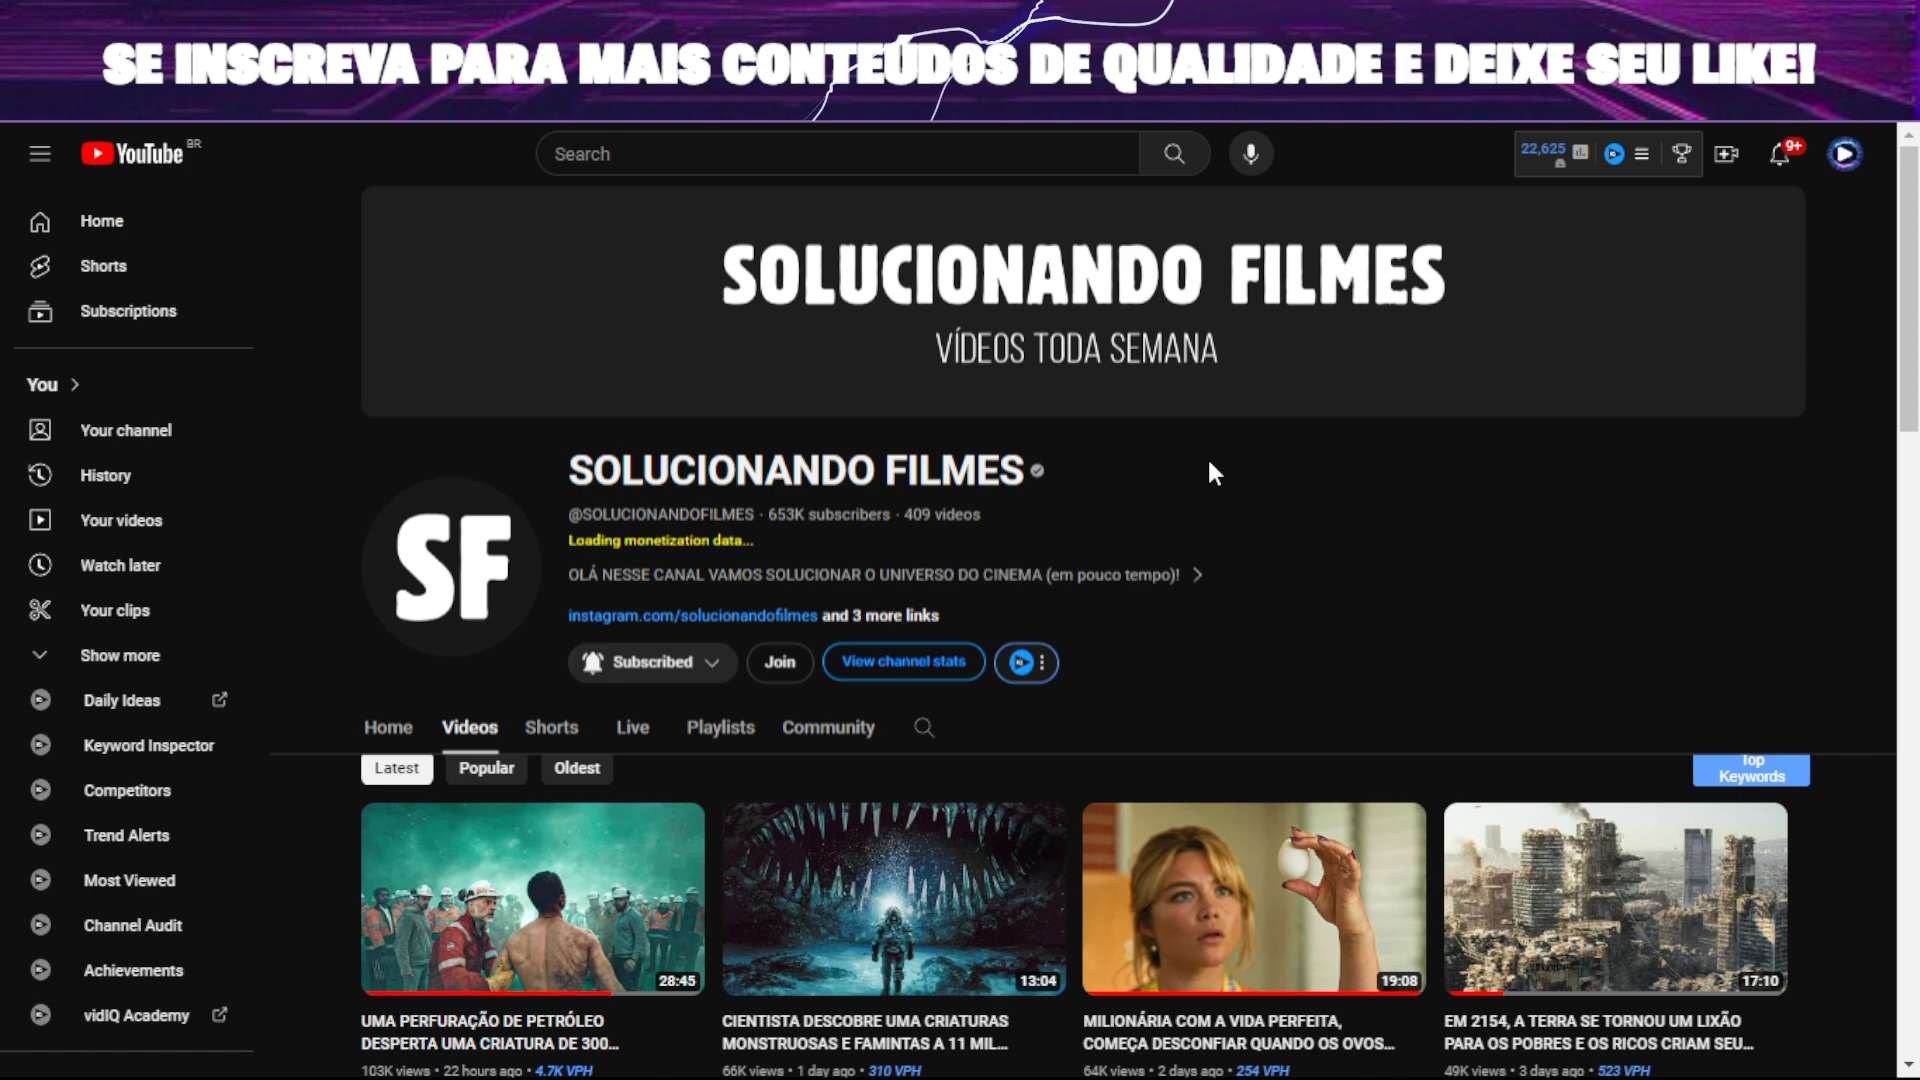 SE INSCREVA PARA MAIS CONTEÚDOS DE QUALIDADE E DEIXE SEU LIKE!
YouTube BR
Search
22,625
9+
Home
Shorts
Subscriptions
You
Your channel
History
Your videos
Watch later
Your clips
Show more
Daily Ideas
Keyword Inspector
Competitors
Trend Alerts
Most Viewed
Channel Audit
Achievements
vidIQ Academy
SOLUCIONANDO FILMES
VÍDEOS TODA SEMANA
SF
SOLUCIONANDO FILMES
@SOLUCIONANDOFILMES · 653K subscribers · 409 videos
Loading monetization data...
OLÁ NESSE CANAL VAMOS SOLUCIONAR O UNIVERSO DO CINEMA (em pouco tempo)!
instagram.com/solucionandofilmes and 3 more links
Subscribed
Join
View channel stats
Home Videos Shorts Live Playlists Community
Latest Popular Oldest
Top
Keywords
28:45
UMA PERFURAÇÃO DE PETRÓLEO
DESPERTA UMA CRIATURA DE 300...
103K views • 22 hours ago • 4.7K VPH
13:04
CIENTISTA DESCOBRE UMA CRIATURAS
MONSTRUOSAS E FAMINTAS A 11 MIL...
66K views • 1 day ago • 310 VPH
19:08
MILIONÁRIA COM A VIDA PERFEITA,
COMEÇA DESCONFIAR QUANDO OS OVOS...
64K views • 2 days ago • 254 VPH
17:10
EM 2154, A TERRA SE TORNOU UM LIXÃO
PARA OS POBRES E OS RICOS CRIAM SEU...
49K views • 3 days ago • 523 VPH